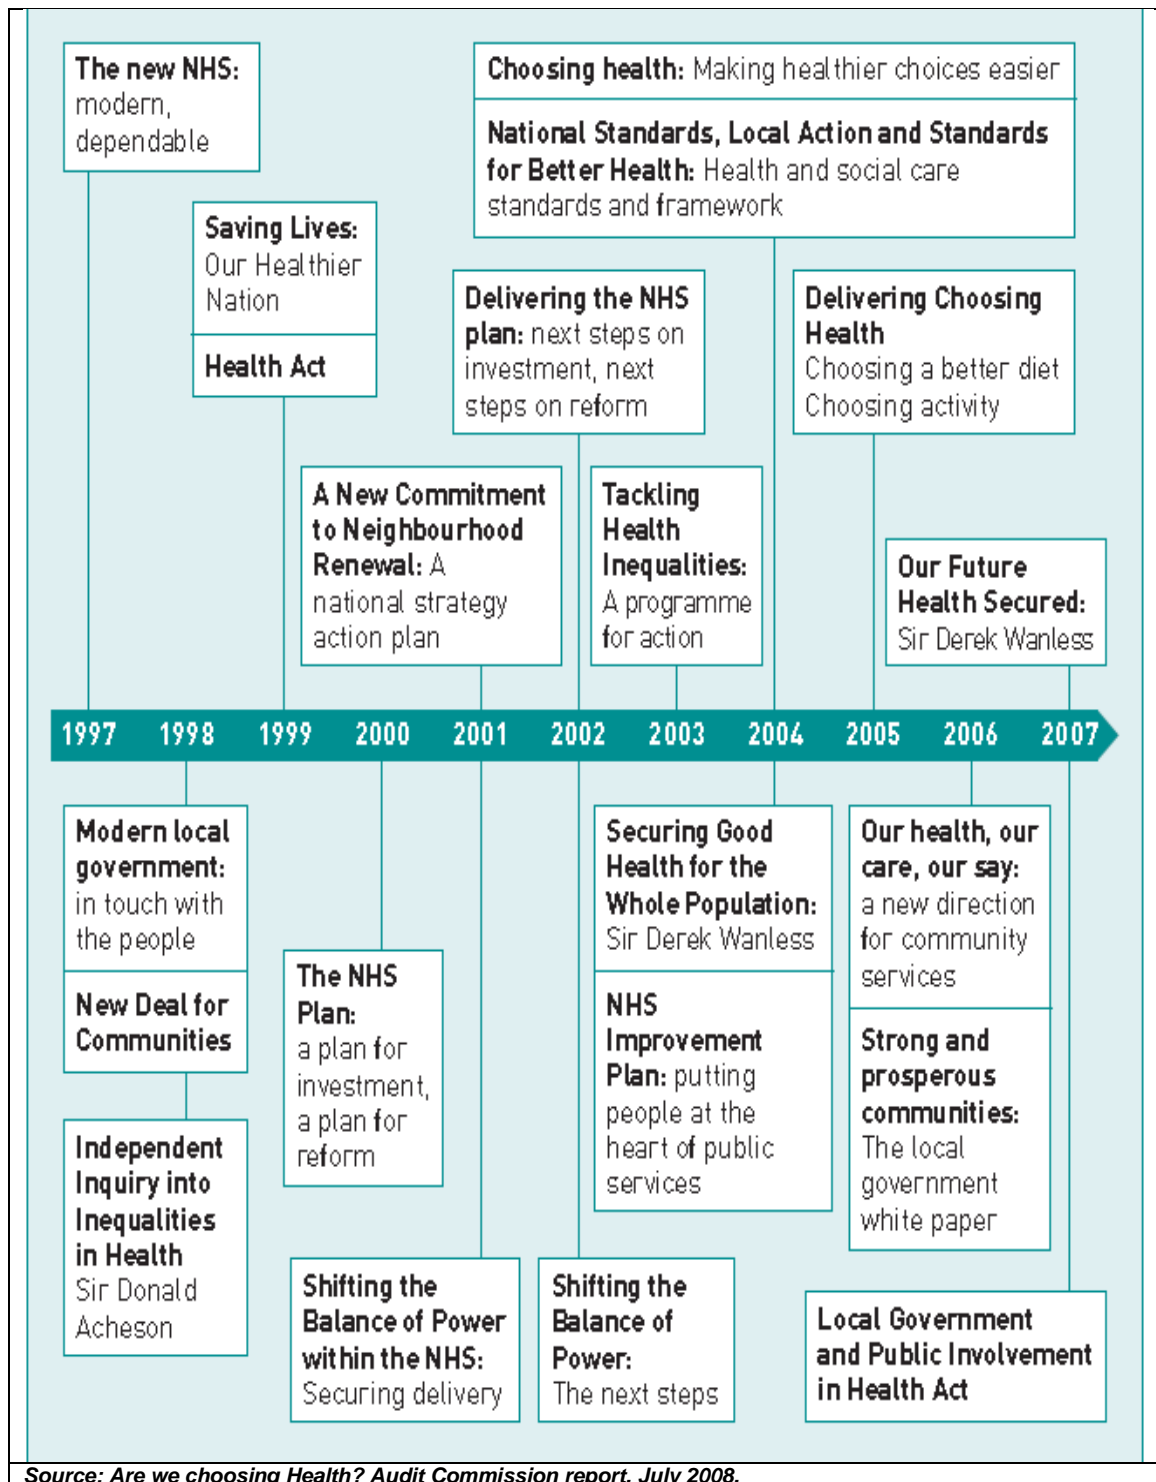 The new NHS:
modern,
dependable
Choosing health: Making healthier choices easier
National Standards, Local Action and Standards
for Better Health: Health and social care
standards and framework
Saving Lives:
Our Healthier
Nation
Health Act
Delivering the NHS
plan: next steps on
investment, next
steps on reform
Delivering Choosing
Health
Choosing a better diet
Choosing activity
A New Commitment
to Neighbourhood
Renewal: A
national strategy
action plan
Tackling
Health
Inequalities:
A programme
for action
Our Future
Health Secured:
Sir Derek Wanless
1997 1998 1999 2000 2001 2002 2003 2004 2005 2006 2007
Modern local
government:
in touch with
the people
New Deal for
Communities
Independent
Inquiry into
Inequalities
in Health
Sir Donald
Acheson
The NHS
Plan:
a plan for
investment,
a plan for
reform
Shifting the
Balance of Power
within the NHS:
Securing delivery
Shifting the
Balance of
Power:
The next steps
Securing Good
Health for the
Whole Population:
Sir Derek Wanless
NHS
Improvement
Plan: putting
people at the
heart of public
services
Our health, our
care, our say:
a new direction
for community
services
Strong and
prosperous
communities:
The local
government
white paper
Local Government
and Public Involvement
in Health Act
Source: Are we choosing Health? Audit Commission report, July 2008.